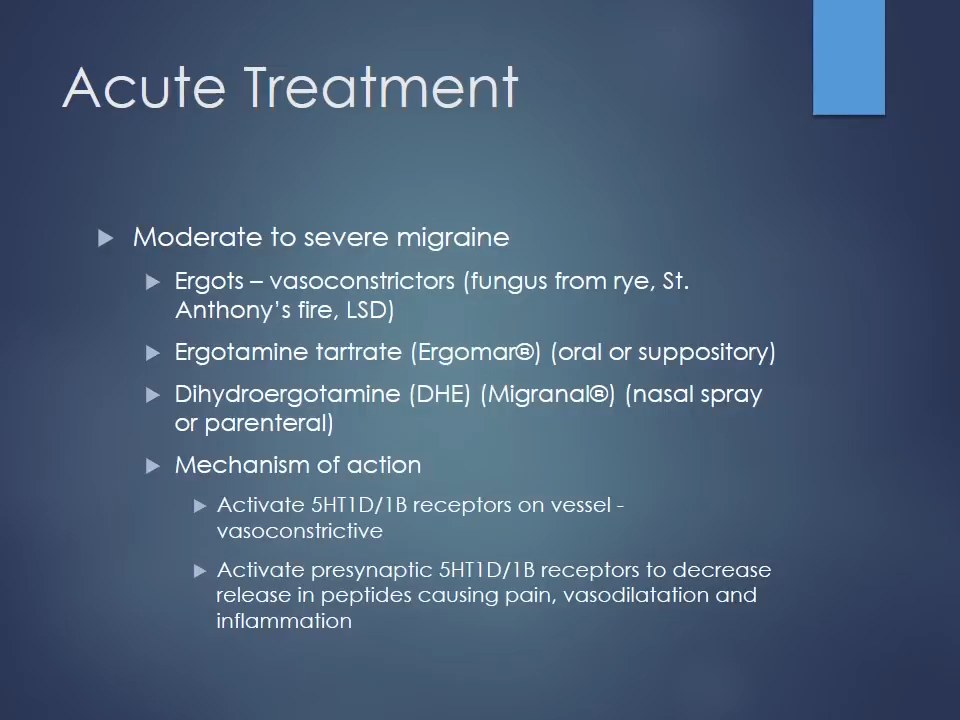 Acute Treatment
Moderate to severe migraine
Ergots – vasoconstrictors (fungus from rye, St.
Anthony's fire, LSD)
Ergotamine tartrate (Ergomar®) (oral or suppository)
Dihydroergotamine (DHE) (Migranal®) (nasal spray
or parenteral)
Mechanism of action
Activate 5HT1D/1B receptors on vessel -
vasoconstrictive
Activate presynaptic 5HT1D/1B receptors to decrease
release in peptides causing pain, vasodilatation and
inflammation